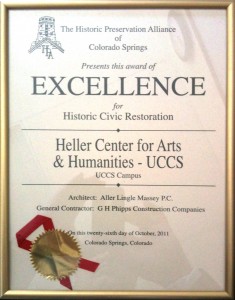 HPA
The Historic Preservation Alliance
of
Colorado Springs
Presents this award of
EXCELLENCE
for
Historic Civic Restoration
Heller Center for Arts
& Humanities - UCCS
UCCS Campus
Architect: Aller Lingle Massey P.C.
General Contractor: G H Phipps Construction Companies
On this twenty-sixth day of October, 2011
Colorado Springs, Colorado